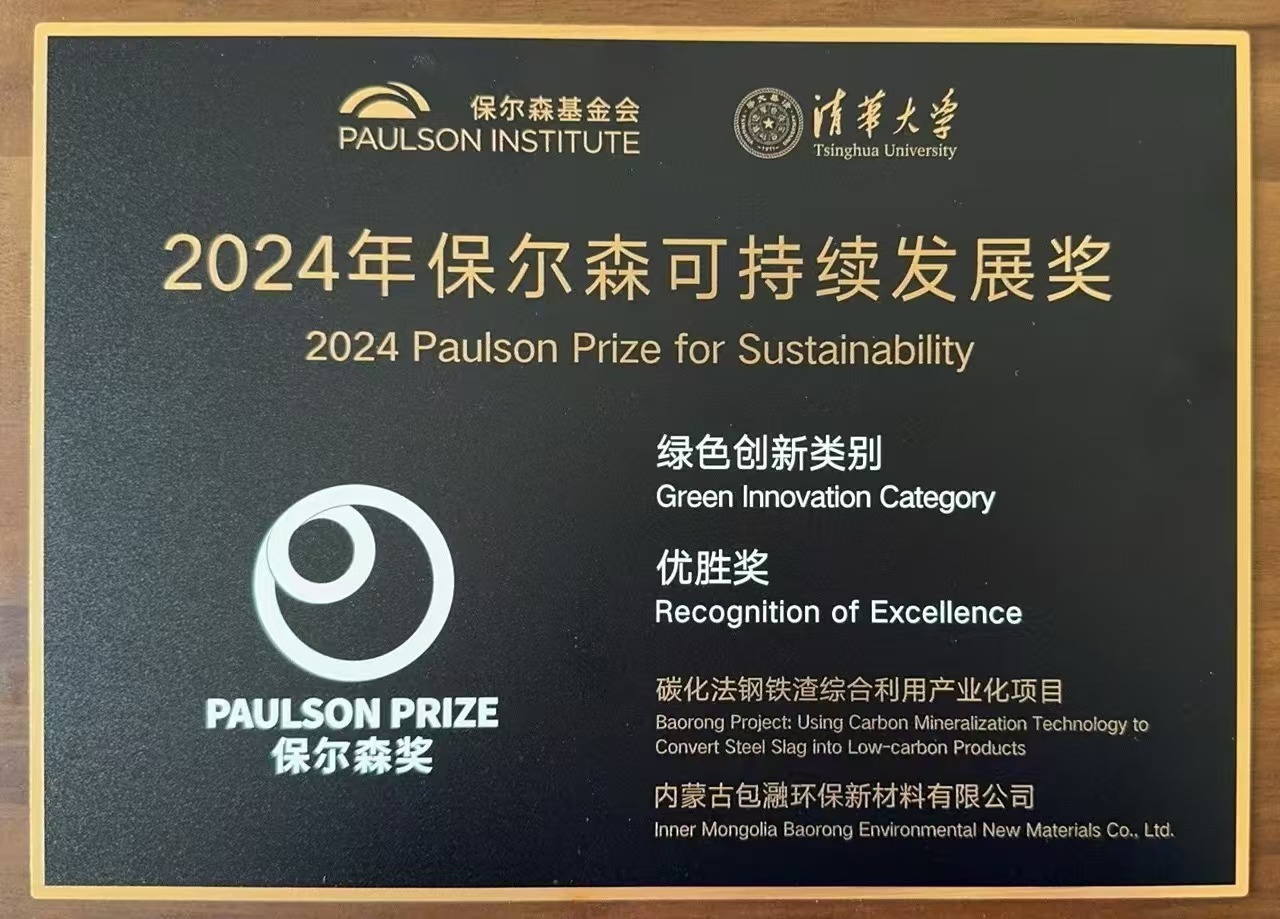 保尔森基金会
PAULSON INSTITUTE
清华大学
Tsinghua University
2024年保尔森可持续发展奖
2024 Paulson Prize for Sustainability
绿色创新类别
Green Innovation Category
优胜奖
Recognition of Excellence
PAULSON PRIZE
保尔森奖
碳化法钢铁渣综合利用产业化项目
Baorong Project: Using Carbon Mineralization Technology to
Convert Steel Slag into Low-carbon Products
内蒙古包瀜环保新材料有限公司
Inner Mongolia Baorong Environmental New Materials Co., Ltd.